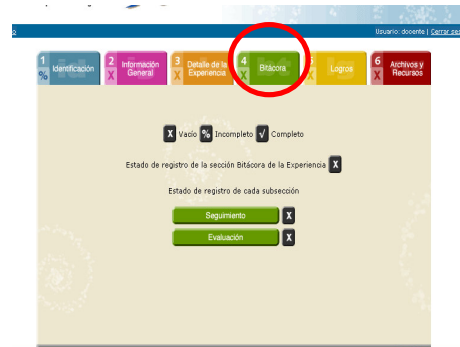 Usuario: docente | Cerrar ses
1 % Identificación
2 X Información General
3 X Detalle de la Experiencia
4 X Bitácora
X Logros
6 X Archivos y Recursos
X Vacío % Incompleto √ Completo
Estado de registro de la sección Bitácora de la Experiencia X
Estado de registro de cada subsección
Seguimiento X
Evaluación X